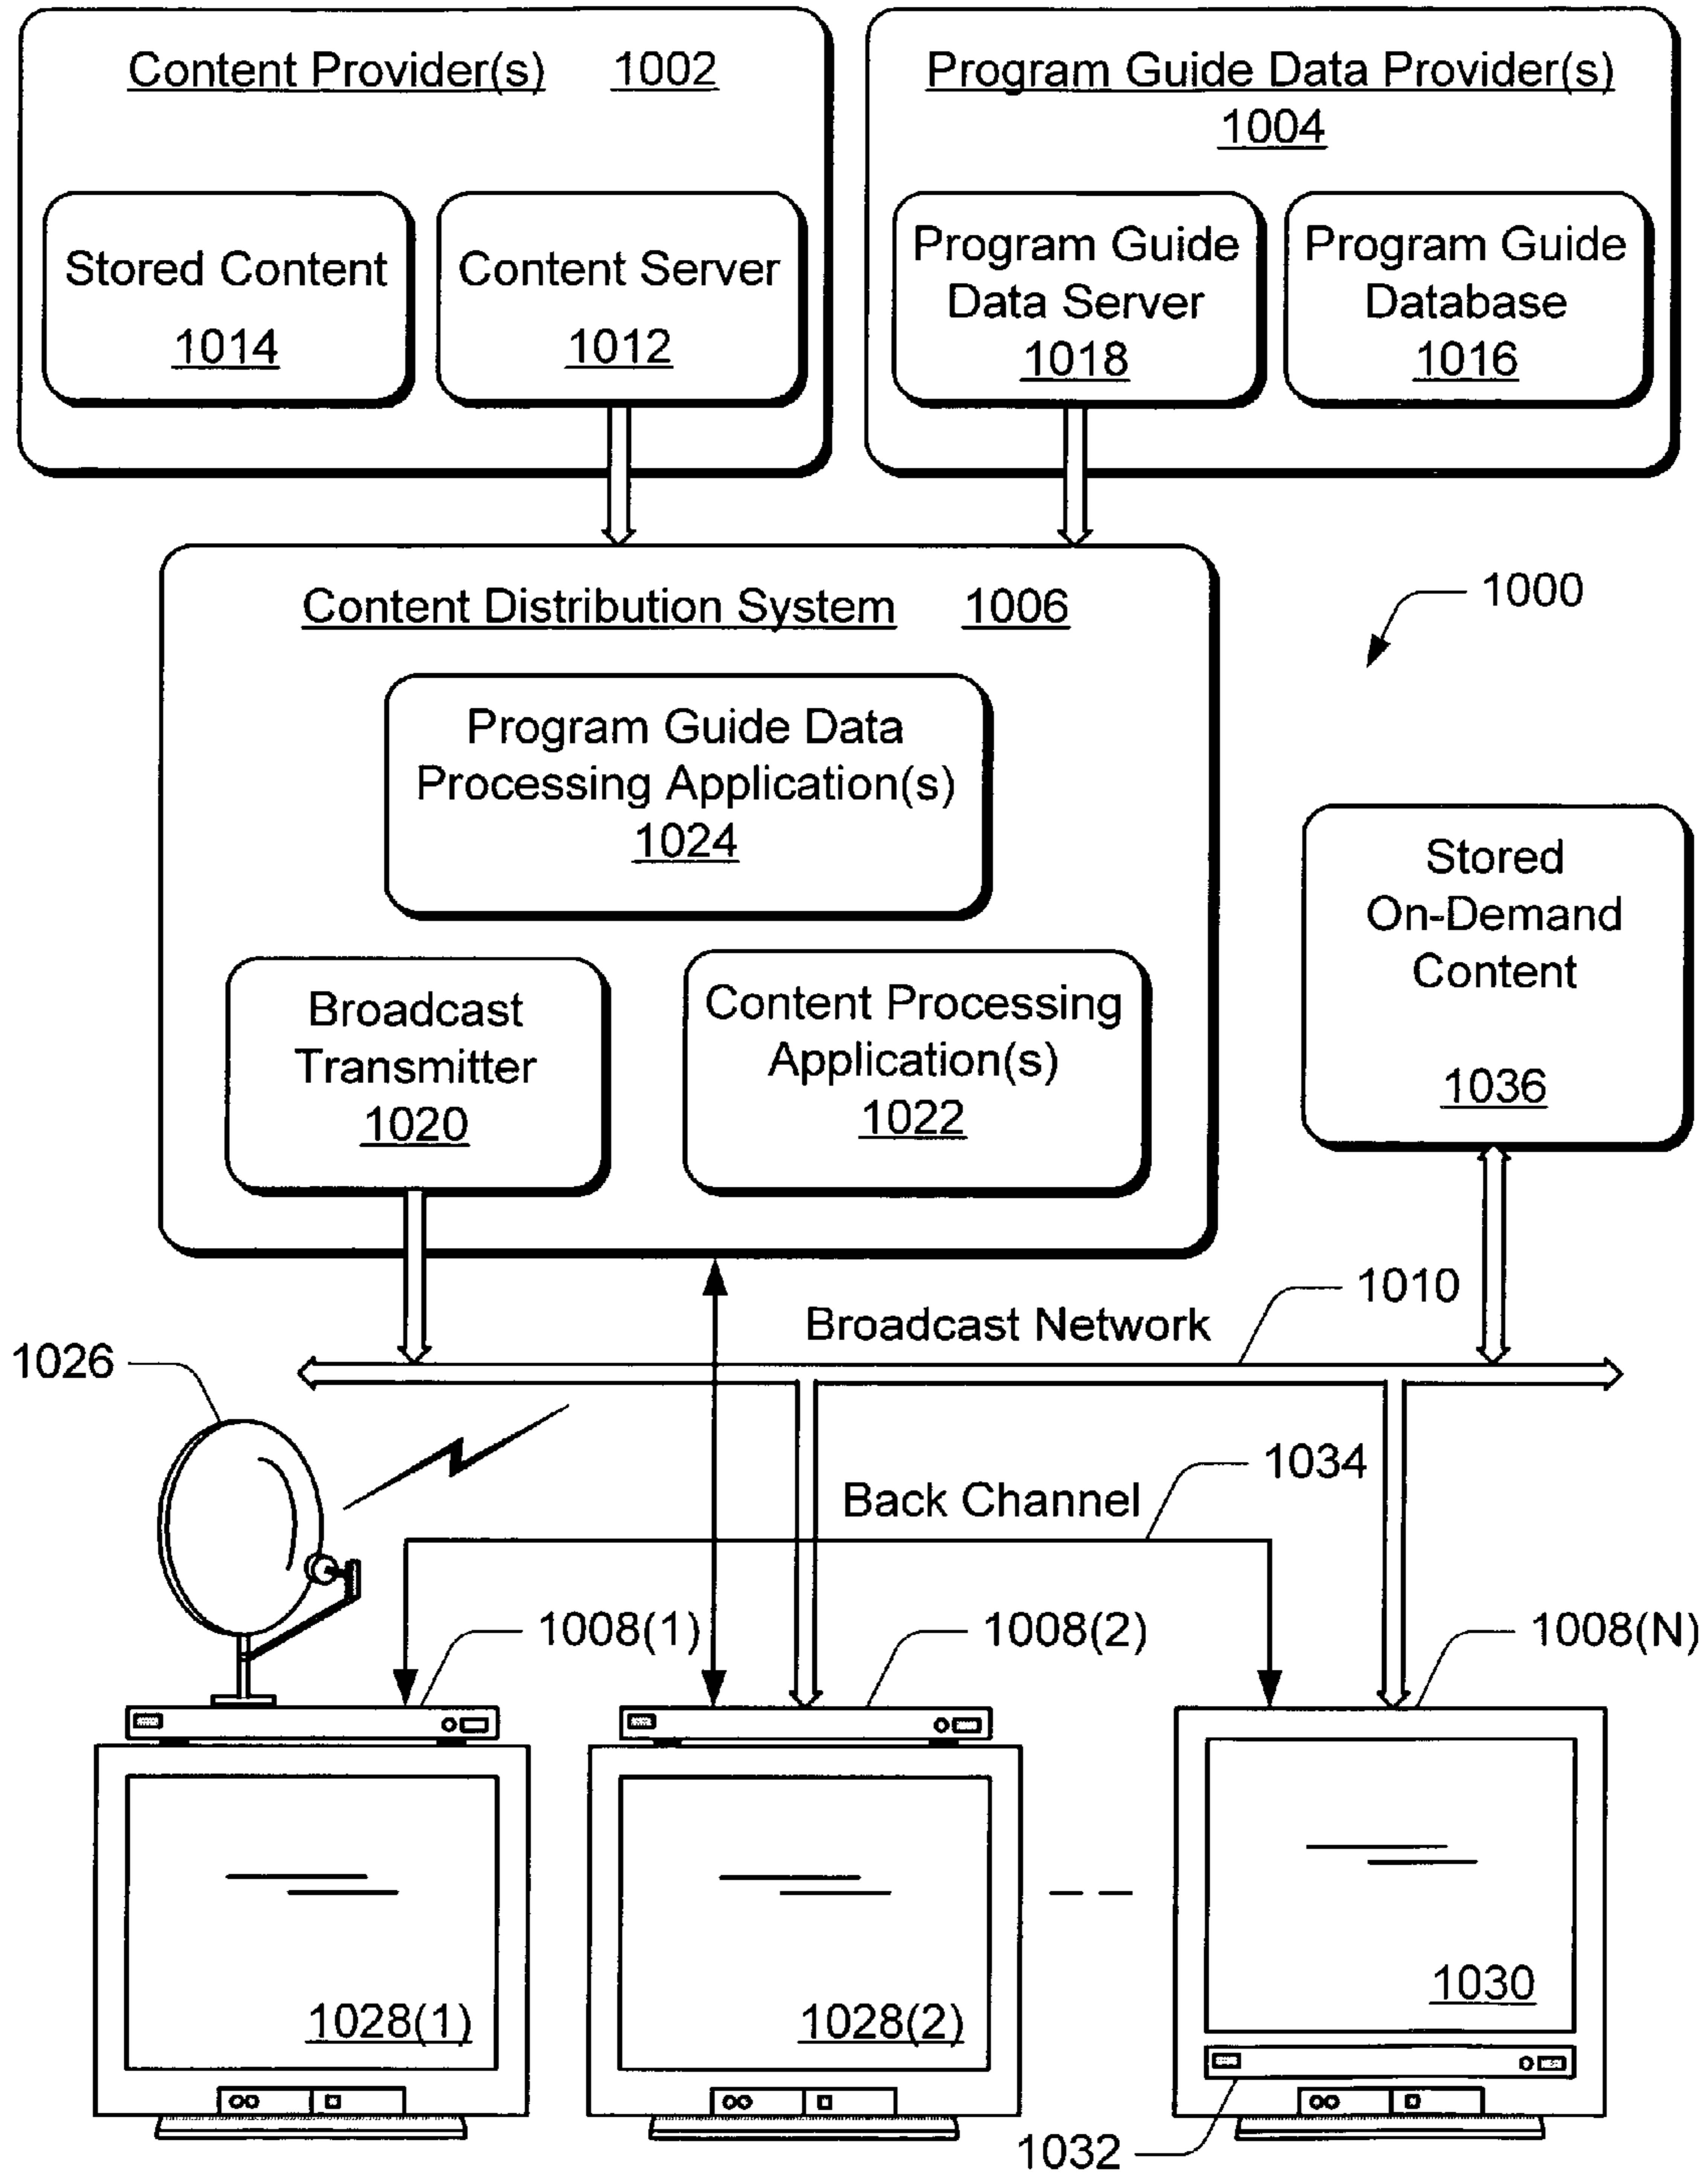 Content Provider(s) 1002
Stored Content
1014
Content Server
1012
Program Guide Data Provider(s)
1004
Program Guide
Data Server
1018
Program Guide
Database
1016
Content Distribution System 1006
1000
Program Guide Data
Processing Application(s)
1024
Broadcast
Transmitter
1020
Content Processing
Application(s)
1022
Stored
On-Demand
Content
1036
1010
Broadcast Network
1026
1034
Back Channel
1008(1)
1008(2)
1008(N)
1028(1)
1028(2)
1030
1032